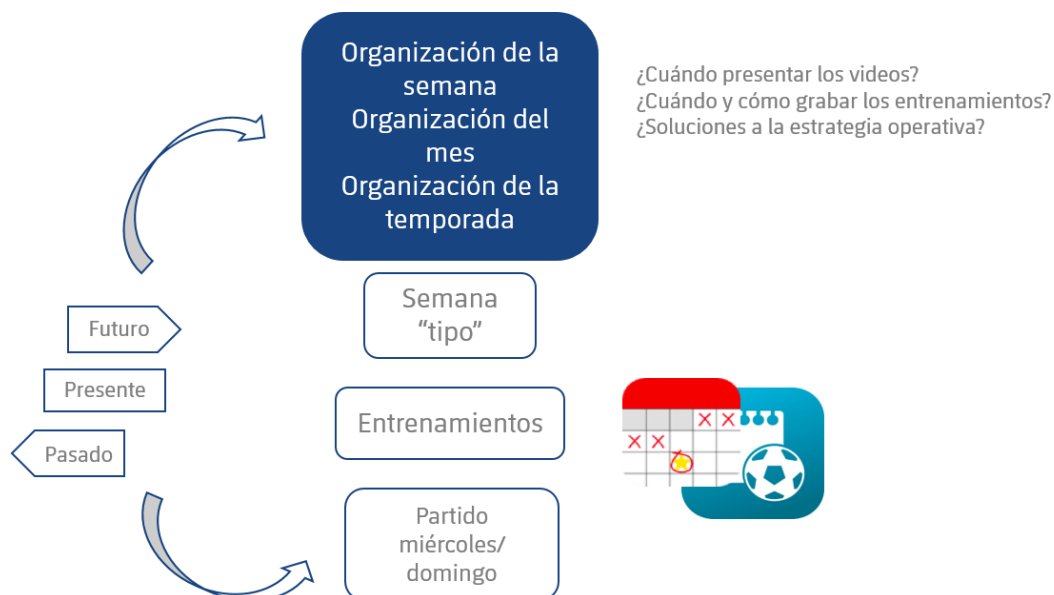 Organización de la
semana
Organización del
mes
Organización de la
temporada
¿Cuándo presentar los videos?
¿Cuándo y cómo grabar los entrenamientos?
¿Soluciones a la estrategia operativa?
Semana
“tipo”
Futuro
Presente
Pasado
Entrenamientos
Partido
miércoles/
domingo